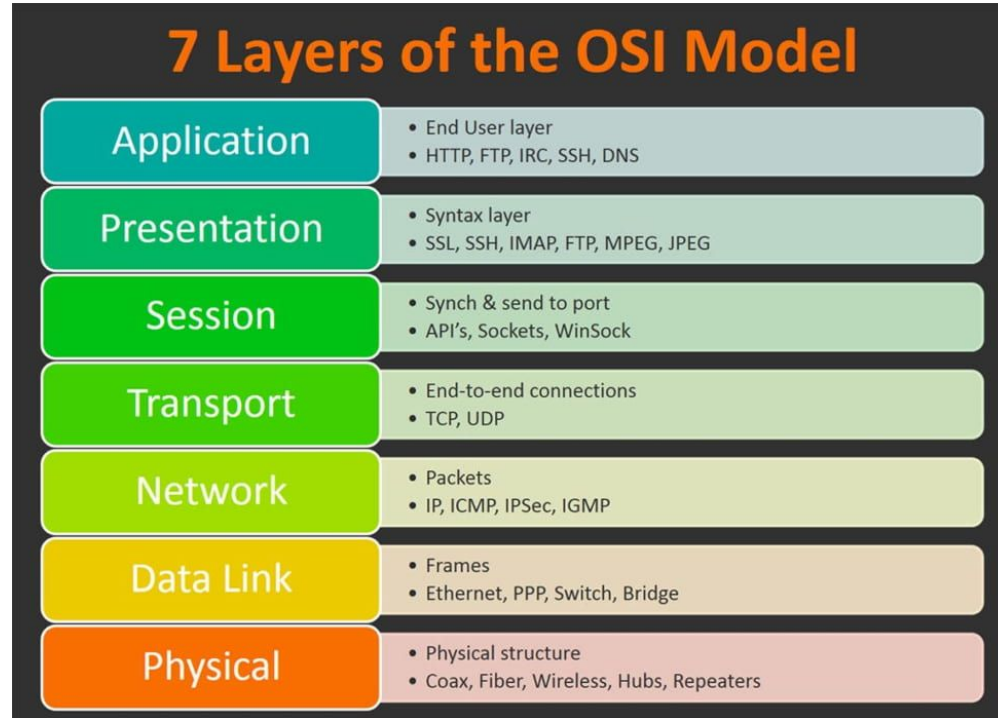 7 Layers of the OSI Model
Application
• End User layer
• HTTP, FTP, IRC, SSH, DNS
Presentation
• Syntax layer
• SSL, SSH, IMAP, FTP, MPEG, JPEG
Session
• Synch & send to port
• API’s, Sockets, WinSock
Transport
• End-to-end connections
• TCP, UDP
Network
• Packets
• IP, ICMP, IPSec, IGMP
Data Link
• Frames
• Ethernet, PPP, Switch, Bridge
Physical
• Physical structure
• Coax, Fiber, Wireless, Hubs, Repeaters